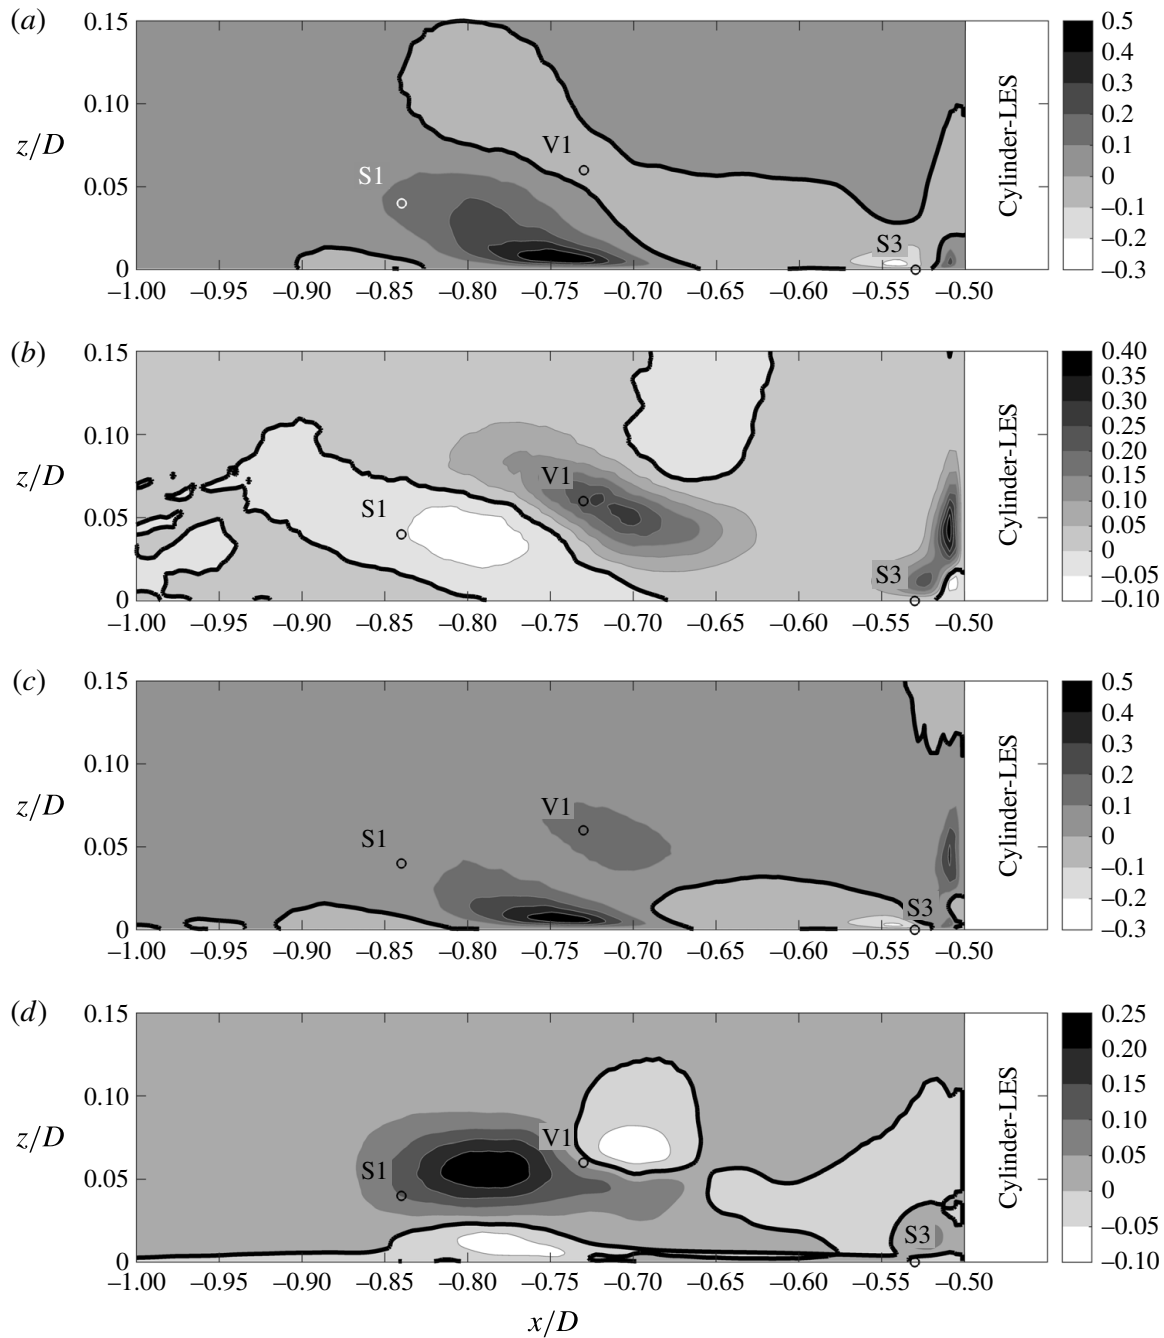 (a)
0.15
0.10
z/D
0.05
0
V1
S1
S3
Cylinder-LES
0.5
0.4
0.3
0.2
0.1
0
–0.1
–0.2
–0.3
–1.00 –0.95 –0.90 –0.85 –0.80 –0.75 –0.70 –0.65 –0.60 –0.55 –0.50
(b)
0.15
0.10
z/D
0.05
0
V1
S1
S3
Cylinder-LES
0.40
0.35
0.30
0.25
0.20
0.15
0.10
0.05
0
–0.05
–0.10
–1.00 –0.95 –0.90 –0.85 –0.80 –0.75 –0.70 –0.65 –0.60 –0.55 –0.50
(c)
0.15
0.10
z/D
0.05
0
V1
S1
S3
Cylinder-LES
0.5
0.4
0.3
0.2
0.1
0
–0.1
–0.2
–0.3
–1.00 –0.95 –0.90 –0.85 –0.80 –0.75 –0.70 –0.65 –0.60 –0.55 –0.50
(d)
0.15
0.10
z/D
0.05
0
V1
S1
S3
Cylinder-LES
0.25
0.20
0.15
0.10
0.05
0
–0.05
–0.10
–1.00 –0.95 –0.90 –0.85 –0.80 –0.75 –0.70 –0.65 –0.60 –0.55 –0.50
x/D